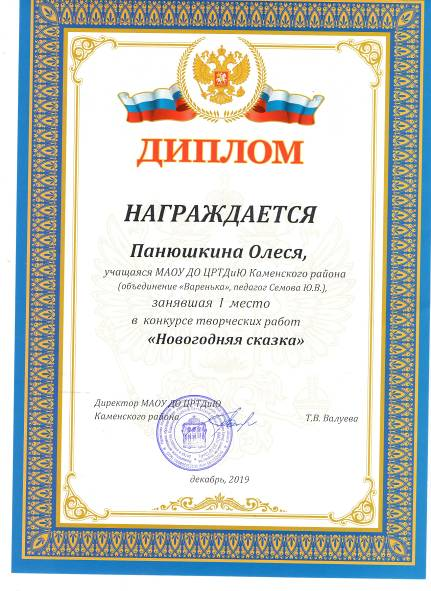 ДИПЛОМ
НАГРАЖДАЕТСЯ
Панюшкина Олеся,
учащаяся МАОУ ДО ЦРТДиЮ Каменского района
(объединение «Варенька», педагог Семова Ю.В.),
занявшая I место
в конкурсе творческих работ
«Новогодняя сказка»
Директор МАОУ ДО ЦРТДиЮ
Каменского района Т.В. Валуева
декабрь, 2019